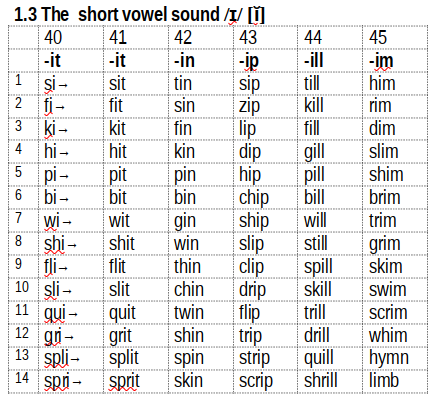 1.3 The short vowel sound /ɪ/ [ĭ]
40 41 42 43 44 45
-it -it -in -ip -ill -im
1 si→ sit tin sip till him
2 fi→ fit sin zip kill rim
3 ki→ kit fin lip fill dim
4 hi→ hit kin dip gill slim
5 pi→ pit pin hip pill shim
6 bi→ bit bin chip bill brim
7 wi→ wit gin ship will trim
8 shi→ shit win slip still grim
9 fli→ flit thin clip spill skim
10 sli→ slit chin drip skill swim
11 qui→ quit twin flip trill scrim
12 gri→ grit shin trip drill whim
13 spli→ split spin strip quill hymn
14 spri→ sprit skin scrip shrill limb